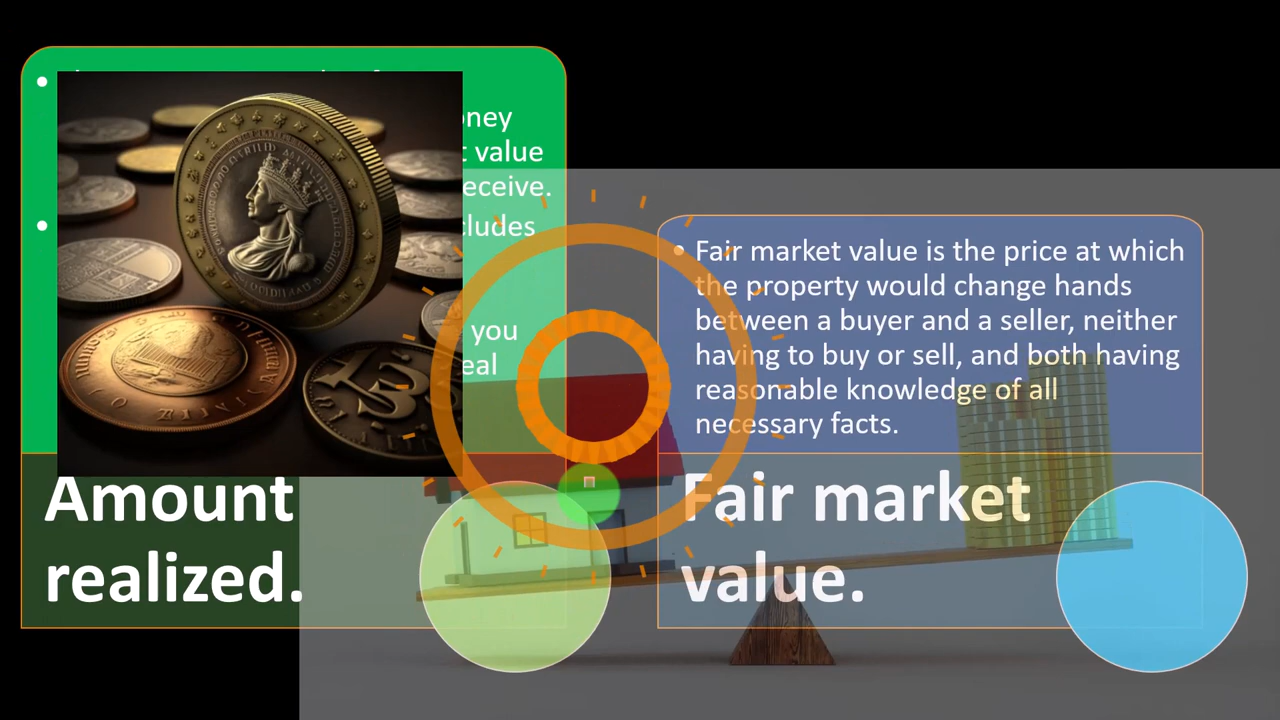 oney
t value
eceive.
cludes
you
eal
Amount
realized.
• Fair market value is the price at which
the property would change hands
between a buyer and a seller, neither
having to buy or sell, and both having
reasonable knowledge of all
necessary facts.
Fair market
value.